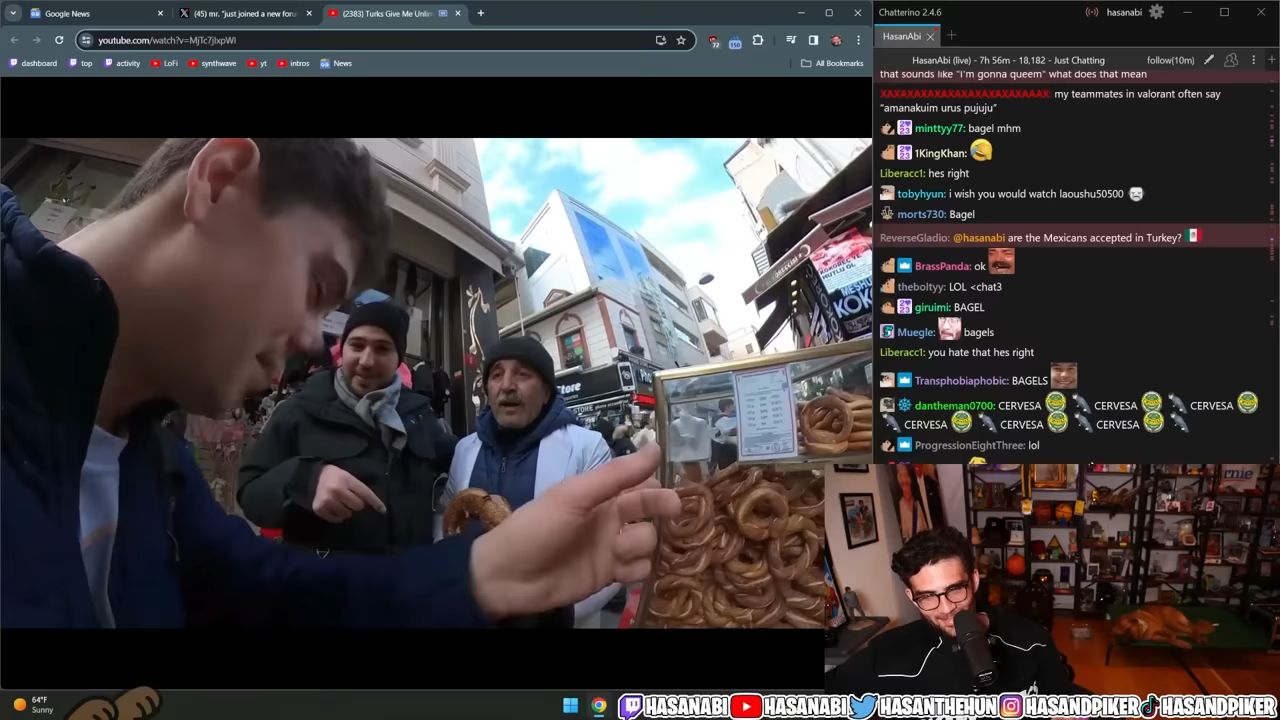 Google News
(45) mr. "just joined a new foru
(2383) Turks Give Me Unlim
youtube.com/watch?v=MjTc7jIxpWI
72
150
dashboard
top
activity
LoFi
synthwave
yt
intros
News
All Bookmarks
Store
KOKO
Chatterino 2.4.6
hasanabi
HasanAbi
HasanAbi (live) - 7h 56m - 18,182 - Just Chatting
follow(10m)
that sounds like "I'm gonna queem" what does that mean
my teammates in valorant often say
"amanakuim urus pujuju"
minttyy77: bagel mhm
1KingKhan:
Liberacc1: hes right
tobyhyun: i wish you would watch laoushu50500
morts730: Bagel
ReverseGladio: @hasanabi are the Mexicans accepted in Turkey?
BrassPanda: ok
theboltyy: LOL <chat3
giruimi: BAGEL
Muegle: bagels
Liberacc1: you hate that hes right
Transphobiaphobic: BAGELS
dantheman0700: CERVESA CERVESA CERVESA
CERVESA CERVESA CERVESA
ProgressionEightThree: lol
64°F
Sunny
HASANABI HASANABI HASANTHEHUN HASANDPIKER HASANDPIKER